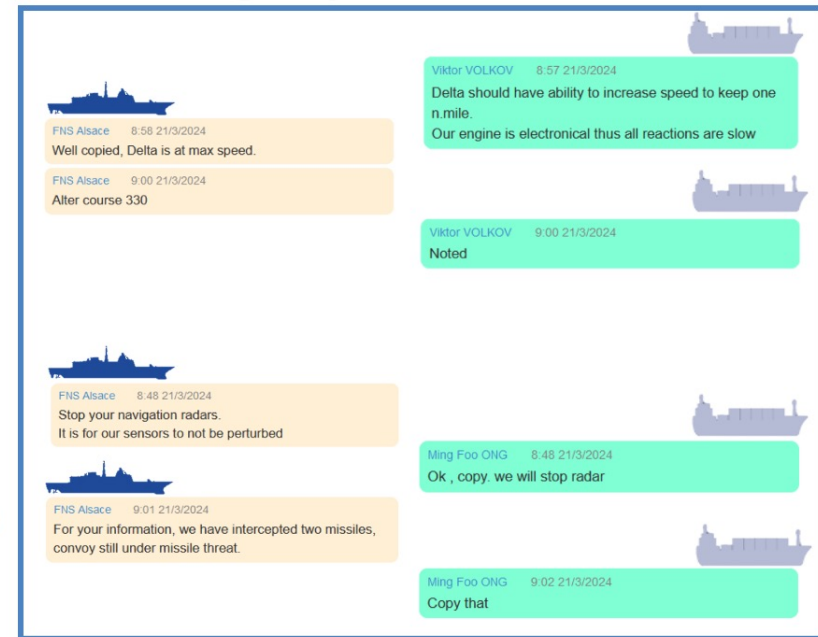 Viktor VOLKOV 8:57 21/3/2024
Delta should have ability to increase speed to keep one
n.mile.
Our engine is electronical thus all reactions are slow
FNS Alsace 8:58 21/3/2024
Well copied, Delta is at max speed.
FNS Alsace 9:00 21/3/2024
Alter course 330
Viktor VOLKOV 9:00 21/3/2024
Noted
FNS Alsace 8:48 21/3/2024
Stop your navigation radars.
It is for our sensors to not be perturbed
Ming Foo ONG 8:48 21/3/2024
Ok , copy. we will stop radar
FNS Alsace 9:01 21/3/2024
For your information, we have intercepted two missiles,
convoy still under missile threat.
Ming Foo ONG 9:02 21/3/2024
Copy that